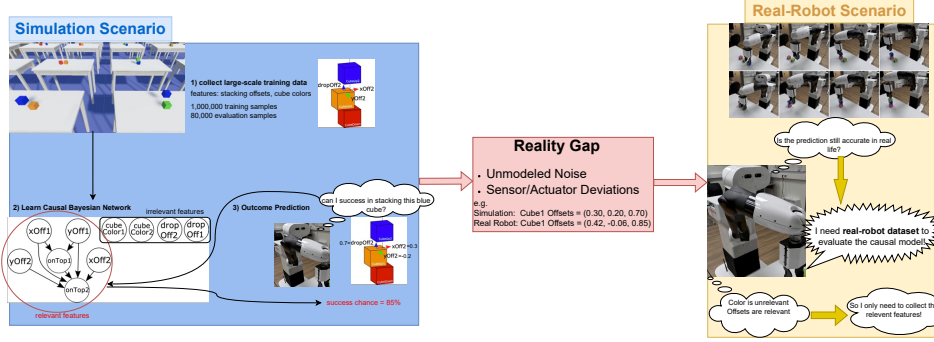 Simulation Scenario
1) collect large-scale training data
features: stacking offsets, cube colors
1,000,000 training samples
80,000 evaluation samples
dropOff2
xOff2
yOff2
2) Learn Causal Bayesian Network
irrelevant features
cube
Color1
cube
Color2
drop
Off2
drop
Off1
xOff1
yOff1
yOff2
onTop1
xOff2
onTop2
relevant features
3) Outcome Prediction
can I success in stacking this blue
cube?
0.7=dropOff2
xOff2=0.3
yOff2=-0.2
success chance = 85%
Reality Gap
• Unmodeled Noise
• Sensor/Actuator Deviations
e.g.
Simulation: Cube1 Offsets = (0.30, 0.20, 0.70)
Real Robot: Cube1 Offsets = (0.42, -0.06, 0.85)
Real-Robot Scenario
Is the prediction still accurate in real
life?
I need real-robot dataset to
evaluate the causal model!
Color is unrelevant
Offsets are relevant
So I only need to collect the
relevent features!